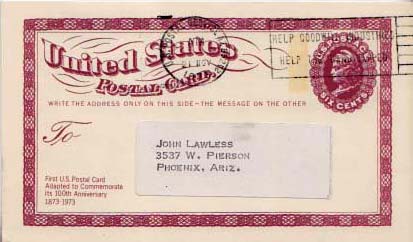 United States
Postal Card.
WRITE THE ADDRESS ONLY ON THIS SIDE–THE MESSAGE ON THE OTHER
HELP GOODWILL INDUSTRIES
HELP
SIX CENTS
To
JOHN LAWLESS
3537 W. PIERSON
PHOENIX, ARIZ.
First U.S. Postal Card
Adapted to Commemorate
its 100th Anniversary
1873-1973